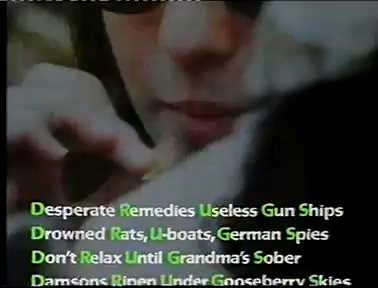 Desperate Remedies Useless Gun Ships
Drowned Rats, U-boats, German Spies
Don't Relax Until Grandma's Sober
Damsons Ripen Under Gooseberry Skies